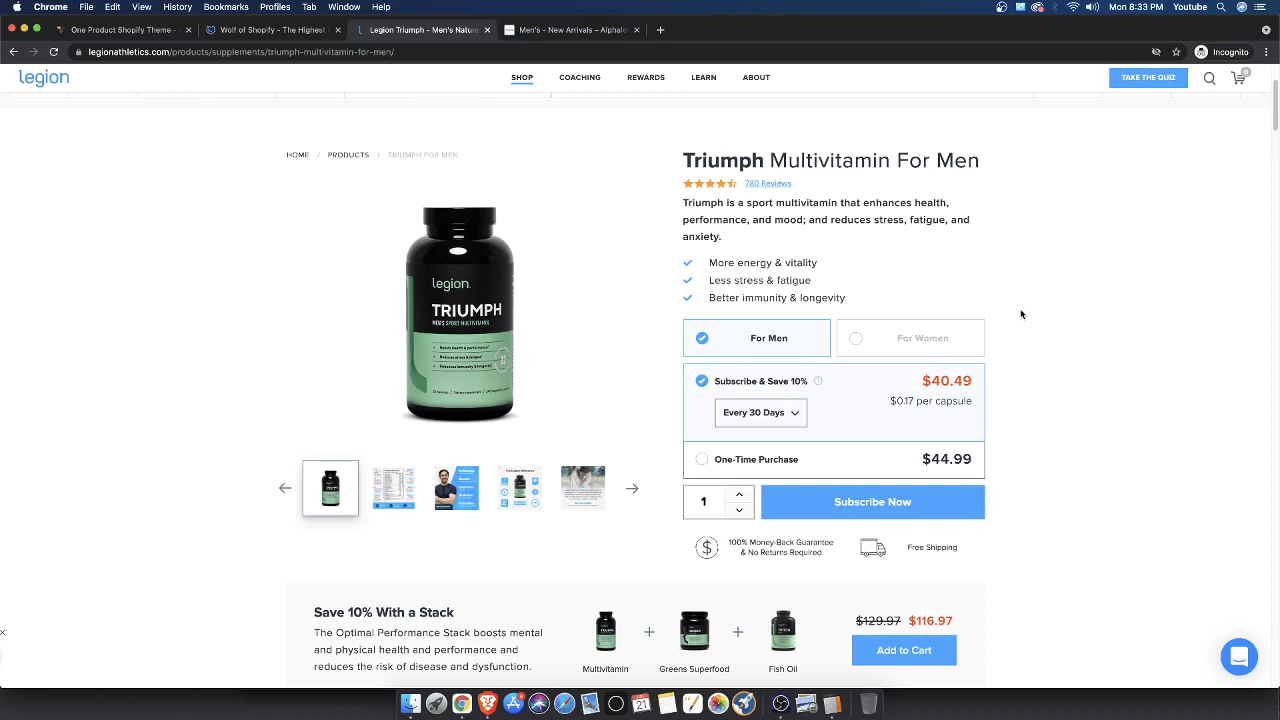 Chrome File Edit View History Bookmarks Profiles Tab Window Help
Mon 8:33 PM Youtube
One Product Shopify Theme -
Wolf of Shopify - The Highest
Legion Triumph - Men's Natur
Men's - New Arrivals – Alphale
legionathletics.com/products/supplements/triumph-multivitamin-for-men/
Incognito
legion
SHOP COACHING REWARDS LEARN ABOUT
TAKE THE QUIZ
0
HOME / PRODUCTS / TRIUMPH FOR MEN
Triumph Multivitamin For Men
780 Reviews
Triumph is a sport multivitamin that enhances health,
performance, and mood; and reduces stress, fatigue, and
anxiety.
More energy & vitality
Less stress & fatigue
Better immunity & longevity
legion.
TRIUMPH
MEN'S SPORT MULTIVITAMIN
For Men
For Women
Subscribe & Save 10%
$40.49
$0.17 per capsule
Every 30 Days
One-Time Purchase
$44.99
1
Subscribe Now
100% Money-Back Guarantee
& No Returns Required
Free Shipping
Save 10% With a Stack
The Optimal Performance Stack boosts mental
and physical health and performance and
reduces the risk of disease and dysfunction.
Multivitamin
+
Greens Superfood
+
Fish Oil
$129.97 $116.97
Add to Cart